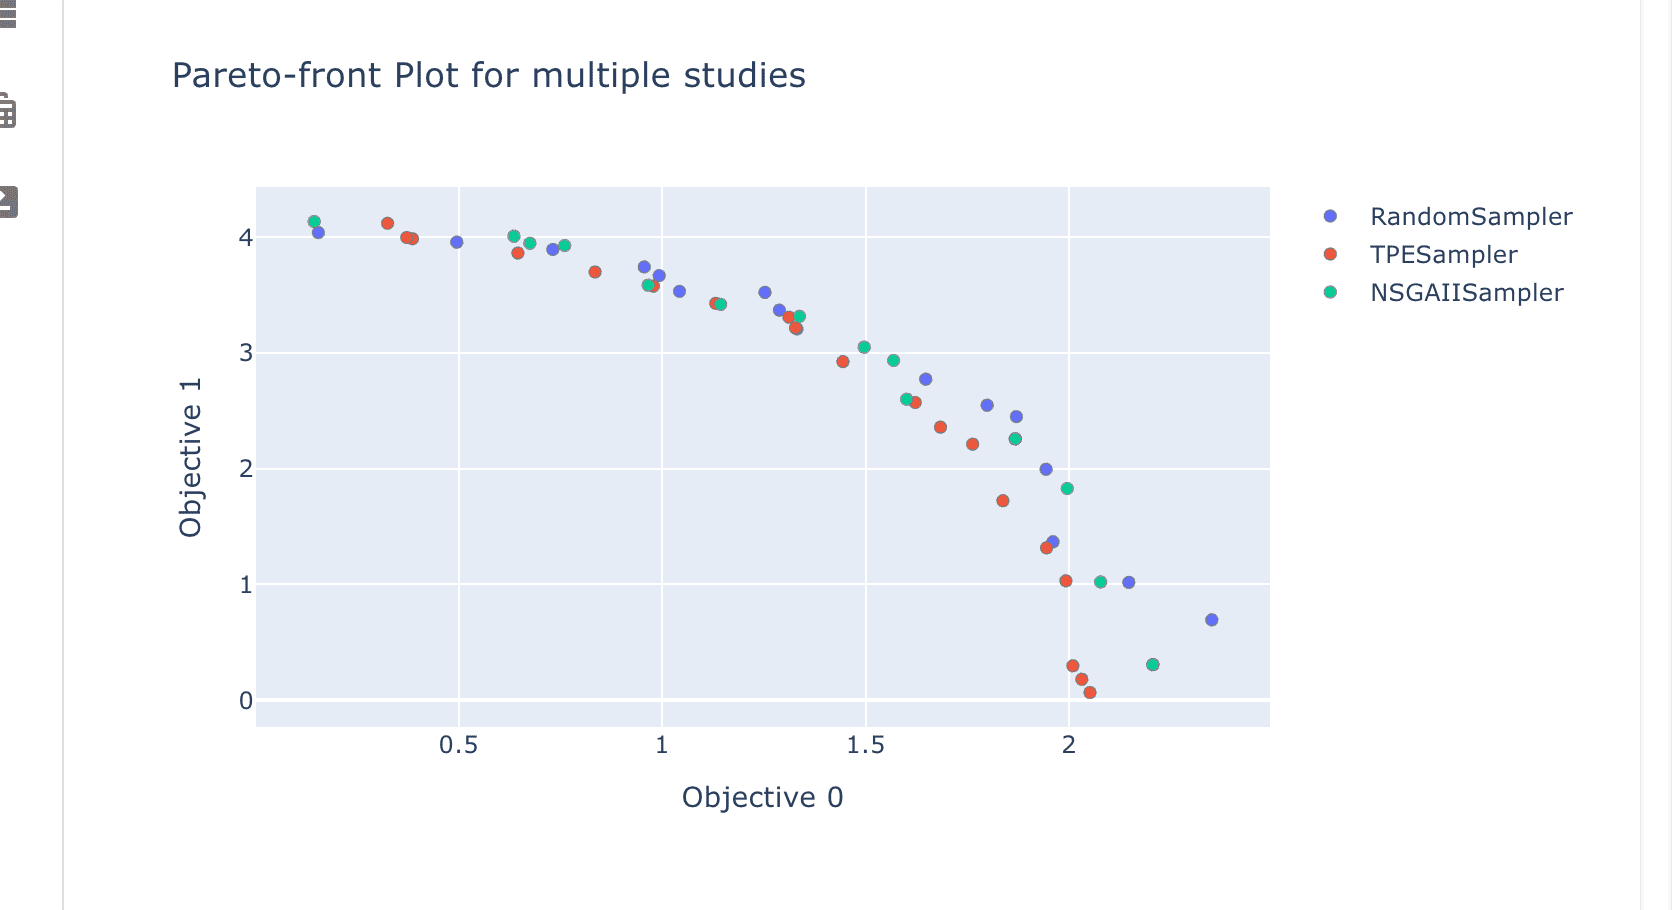 Pareto-front Plot for multiple studies
RandomSampler
TPESampler
NSGAIISampler
4
3
2
1
0
Objective 1
0.5
1
1.5
2
Objective 0